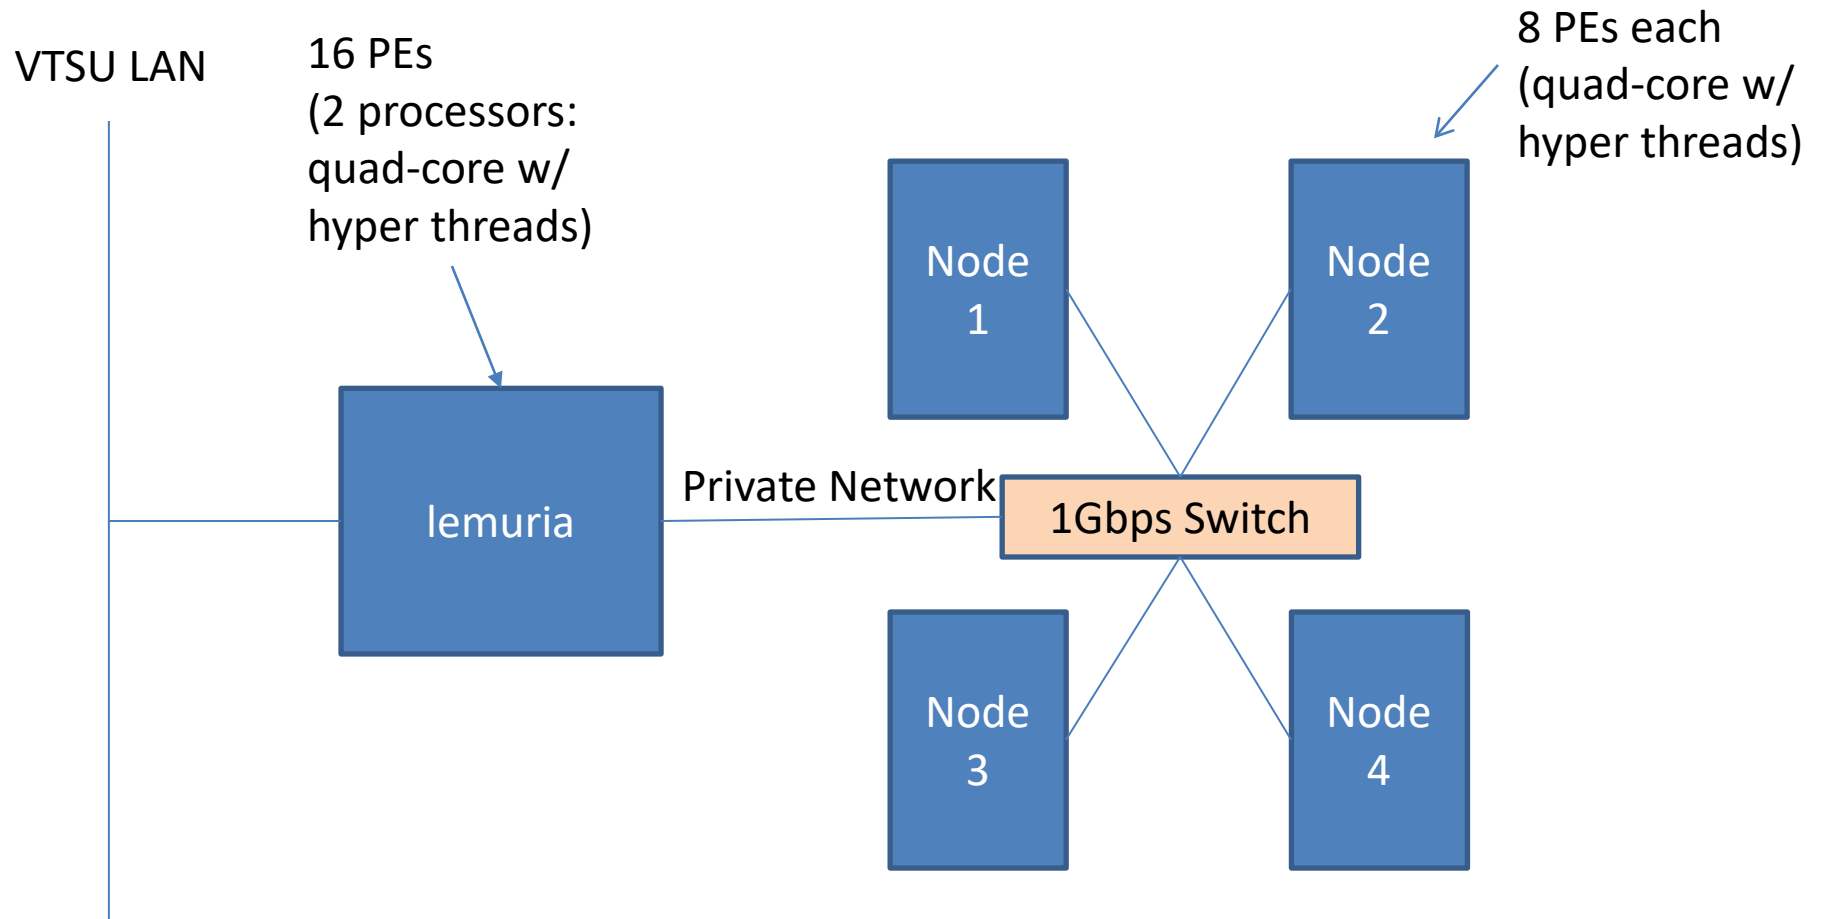 VTSU LAN
16 PEs
(2 processors:
quad-core w/
hyper threads)
8 PEs each
(quad-core w/
hyper threads)
Node
1
Node
2
lemuria
Private Network
1Gbps Switch
Node
3
Node
4